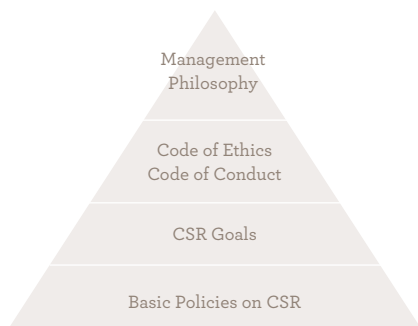 Management
Philosophy
Code of Ethics
Code of Conduct
CSR Goals
Basic Policies on CSR